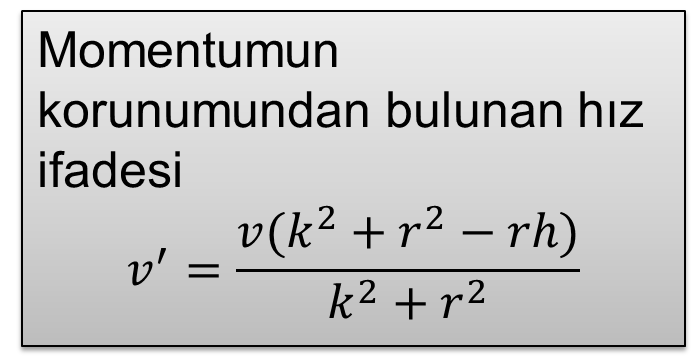 Momentumun
korunumundan bulunan hız
ifadesi
v′ = v(k² + r² − rh) / k² + r²